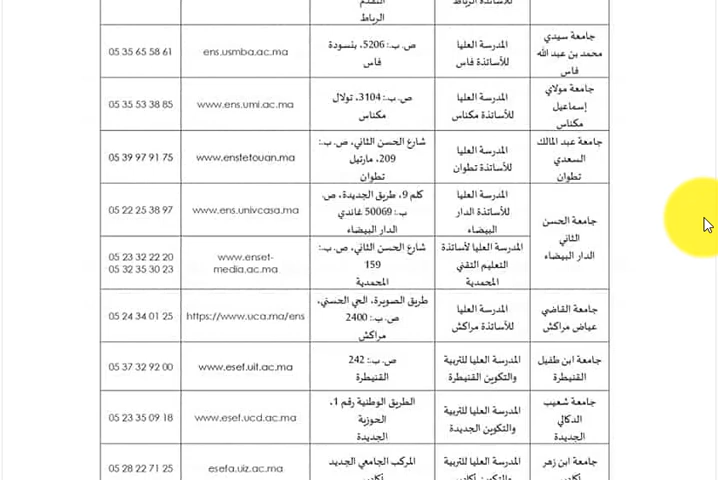 للأساتذة الرباط
التقدم
الرباط
جامعة سيدي
محمد بن عبد الله
فاس
المدرسة العليا
للأساتذة فاس
ص. ب.: 5206، بنسودة
فاس
ens.usmba.ac.ma
05 35 65 58 61
جامعة مولاي
إسماعيل
مكناس
المدرسة العليا
للأساتذة مكناس
ص. ب.: 3104، تولال
مكناس
www.ens.umi.ac.ma
05 35 53 38 85
جامعة عبد المالك
السعدي
تطوان
المدرسة العليا
للأساتذة تطوان
شارع الحسن الثاني، ص. ب.:
209، مارتيل
تطوان
www.enstetouan.ma
05 39 97 91 75
جامعة الحسن
الثاني
الدار البيضاء
المدرسة العليا
للأساتذة الدار
البيضاء
كلم 9، طريق الجديدة، ص.
ب.: 50069 غاندي
الدار البيضاء
www.ens.univcasa.ma
05 22 25 38 97
المدرسة العليا لأساتذة
التعليم التقني
المحمدية
شارع الحسن الثاني، ص. ب.:
159
المحمدية
www.enset-
media.ac.ma
05 23 32 22 20
05 32 35 30 23
جامعة القاضي
عياض مراكش
المدرسة العليا
للأساتذة مراكش
طريق الصويرة، الحي الحسني،
ص. ب.: 2400
مراكش
https://www.uca.ma/ens
05 24 34 01 25
جامعة ابن طفيل
القنيطرة
المدرسة العليا للتربية
والتكوين القنيطرة
ص. ب.: 242
القنيطرة
www.esef.uit.ac.ma
05 37 32 92 00
جامعة شعيب
الدكالي
الجديدة
المدرسة العليا للتربية
والتكوين الجديدة
الطريق الوطنية رقم 1،
الحوزية
الجديدة
www.esef.ucd.ac.ma
05 23 35 09 18
جامعة ابن زهر
أكادير
المدرسة العليا للتربية
والتكوين أكادير
المركب الجامعي الجديد
أكادير
esefa.uiz.ac.ma
05 28 22 71 25